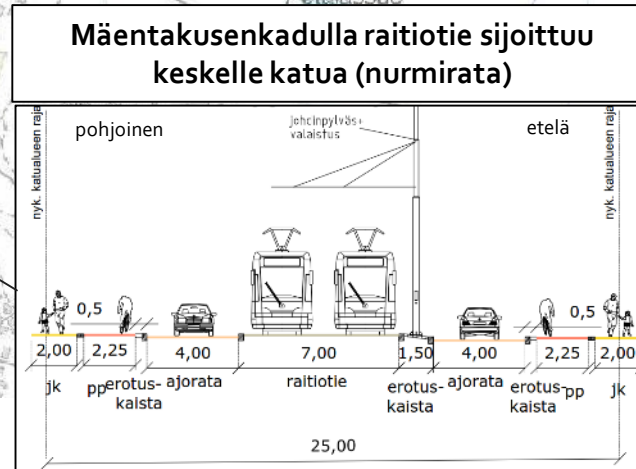 Mäentakusenkadulla raitiotie sijoittuu
keskelle katua (nurmirata)
pohjoinen
johdinpylväs+
valaistus
etelä
nyk. katualueen raja
nyk. katualueen raja
0,5
0,5
2,00 2,25 4,00 7,00 1,50 4,00 2,25 2,00
jk pp erotus-kaista ajorata raitiotie erotus-kaista ajorata erotus-kaista pp jk
25,00